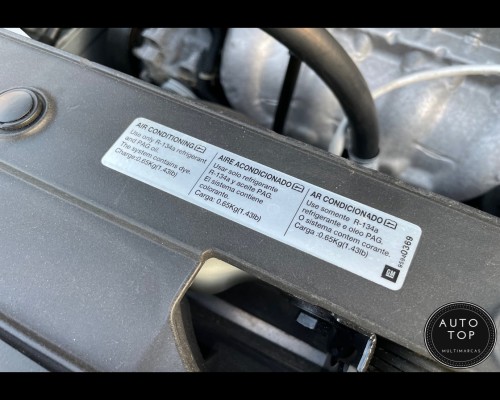 AIR CONDITIONING
Use only R-134a refrigerant
and PAG oil.
The system contains dye.
Charge:0.65Kg(1.43lb)
AIRE ACONDICIONADO
Usar solo refrigerante
R-134a y aceite PAG.
El sistema contiene
colorante.
Carga: 0.65Kg(1.43lb)
AR CONDICIONADO
Use somente R-134a
refrigerante e óleo PAG.
O sistema contem corante.
Carga :0.65Kg(1.43lb)
GM
AUTO
TOP
MULTIMARCAS